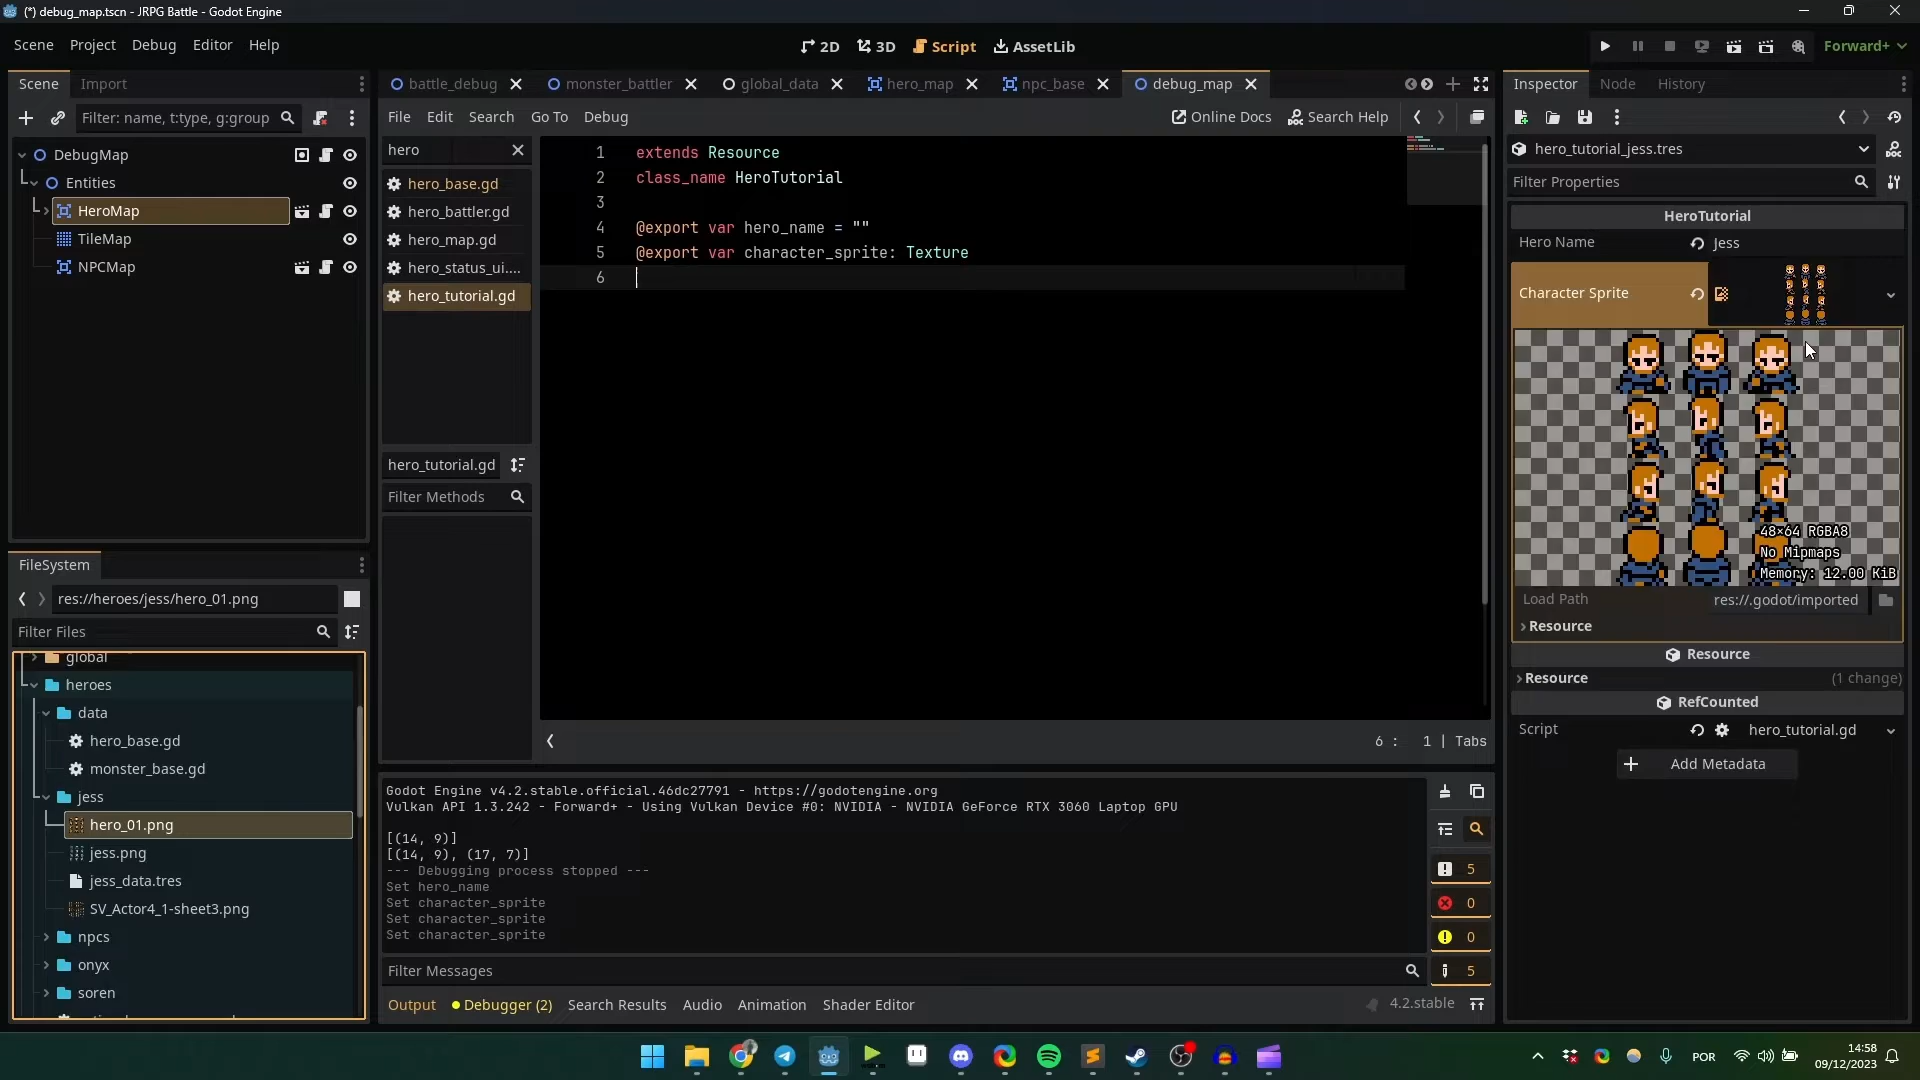 (*) debug_map.tscn - JRPG Battle - Godot Engine
Scene Project Debug Editor Help
2D 3D Script AssetLib
Forward+
Scene Import
Filter: name, t:type, g:group
DebugMap
Entities
HeroMap
TileMap
NPCMap
battle_debug monster_battler global_data hero_map npc_base debug_map
File Edit Search Go To Debug
Online Docs Search Help
hero
hero_base.gd
hero_battler.gd
hero_map.gd
hero_status_ui....
hero_tutorial.gd
hero_tutorial.gd
Filter Methods
1 extends Resource
2 class_name HeroTutorial
3
4 @export var hero_name = ""
5 @export var character_sprite: Texture
6
6 : 1 | Tabs
Inspector Node History
hero_tutorial_jess.tres
Filter Properties
HeroTutorial
Hero Name Jess
Character Sprite
48×64 RGBA8
No Mipmaps
Memory: 12.00 KiB
Load Path res://.godot/imported
Resource
Resource
Resource (1 change)
RefCounted
Script hero_tutorial.gd
Add Metadata
FileSystem
res://heroes/jess/hero_01.png
Filter Files
global
heroes
data
hero_base.gd
monster_base.gd
jess
hero_01.png
jess.png
jess_data.tres
SV_Actor4_1-sheet3.png
npcs
onyx
soren
Godot Engine v4.2.stable.official.46dc27791 - https://godotengine.org
Vulkan API 1.3.242 - Forward+ - Using Vulkan Device #0: NVIDIA - NVIDIA GeForce RTX 3060 Laptop GPU
[(14, 9)]
[(14, 9), (17, 7)]
--- Debugging process stopped ---
Set hero_name
Set character_sprite
Set character_sprite
Set character_sprite
5
0
0
5
Filter Messages
Output Debugger (2) Search Results Audio Animation Shader Editor
4.2.stable
POR
14:58
09/12/2023